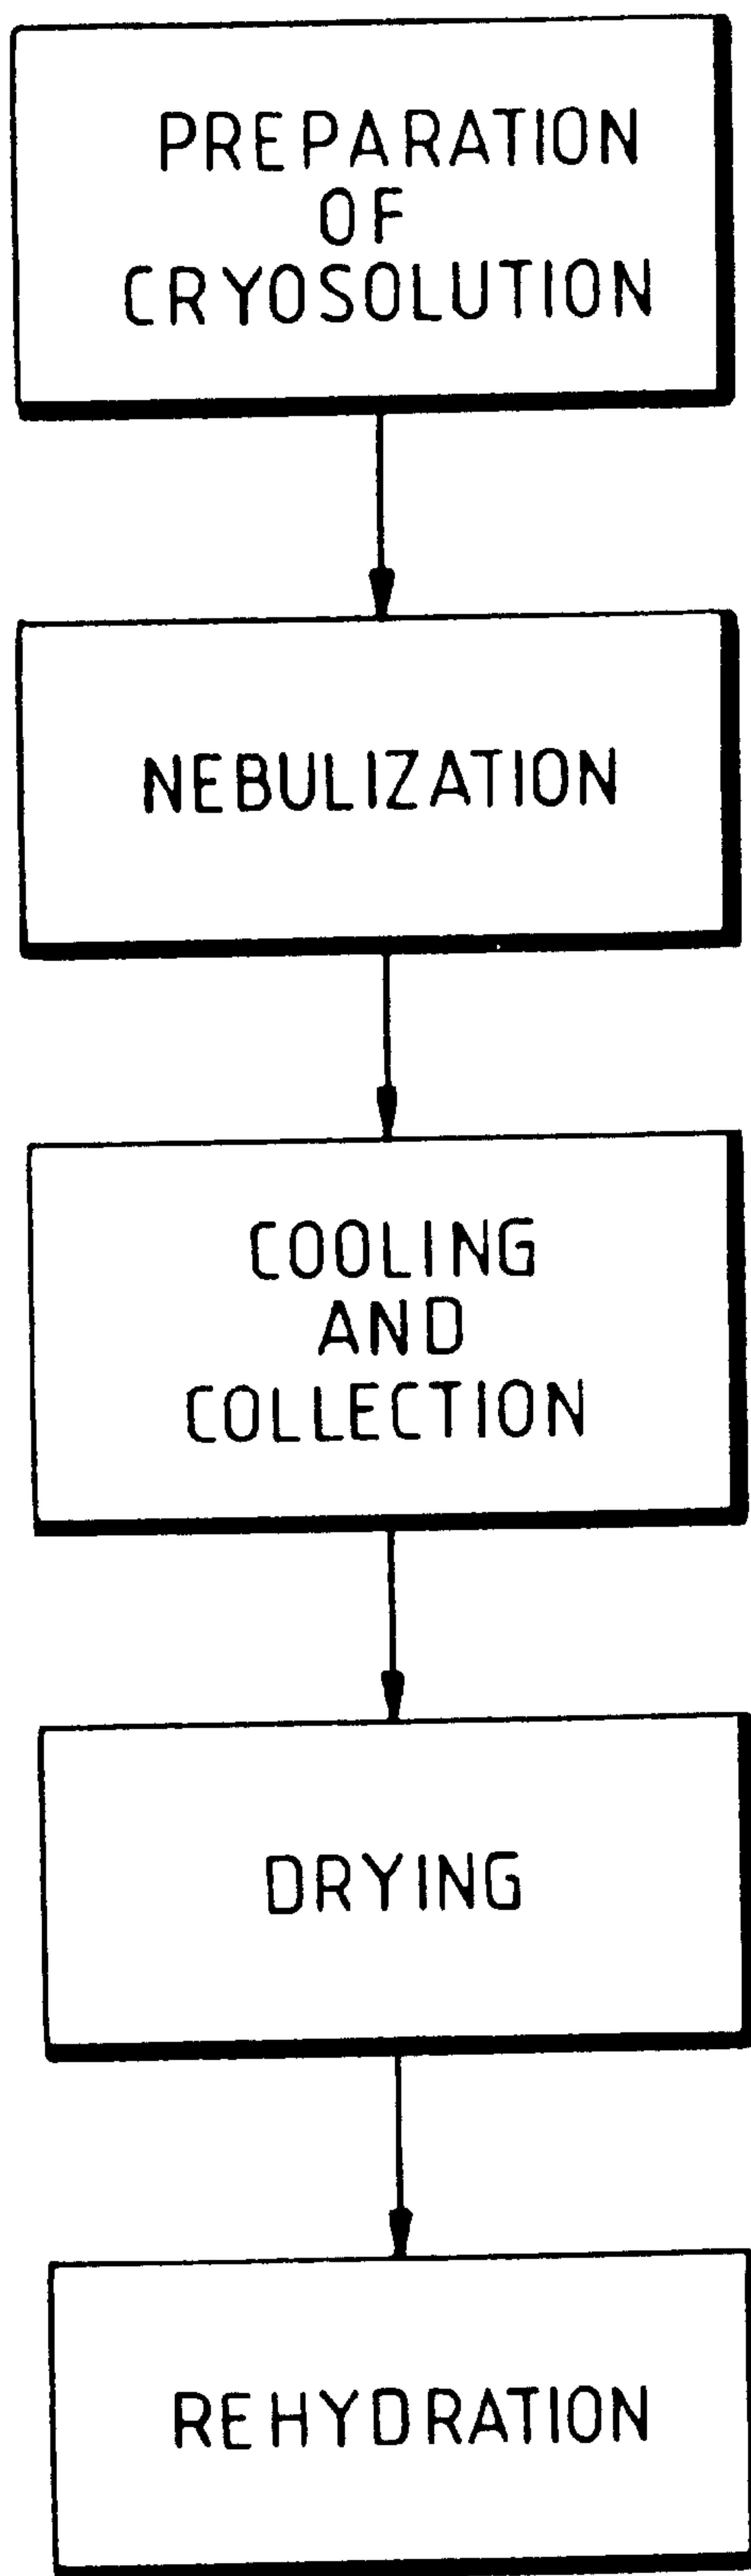 PREPARATION
OF
CRYOSOLUTION
NEBULIZATION
COOLING
AND
COLLECTION
DRYING
REHYDRATION